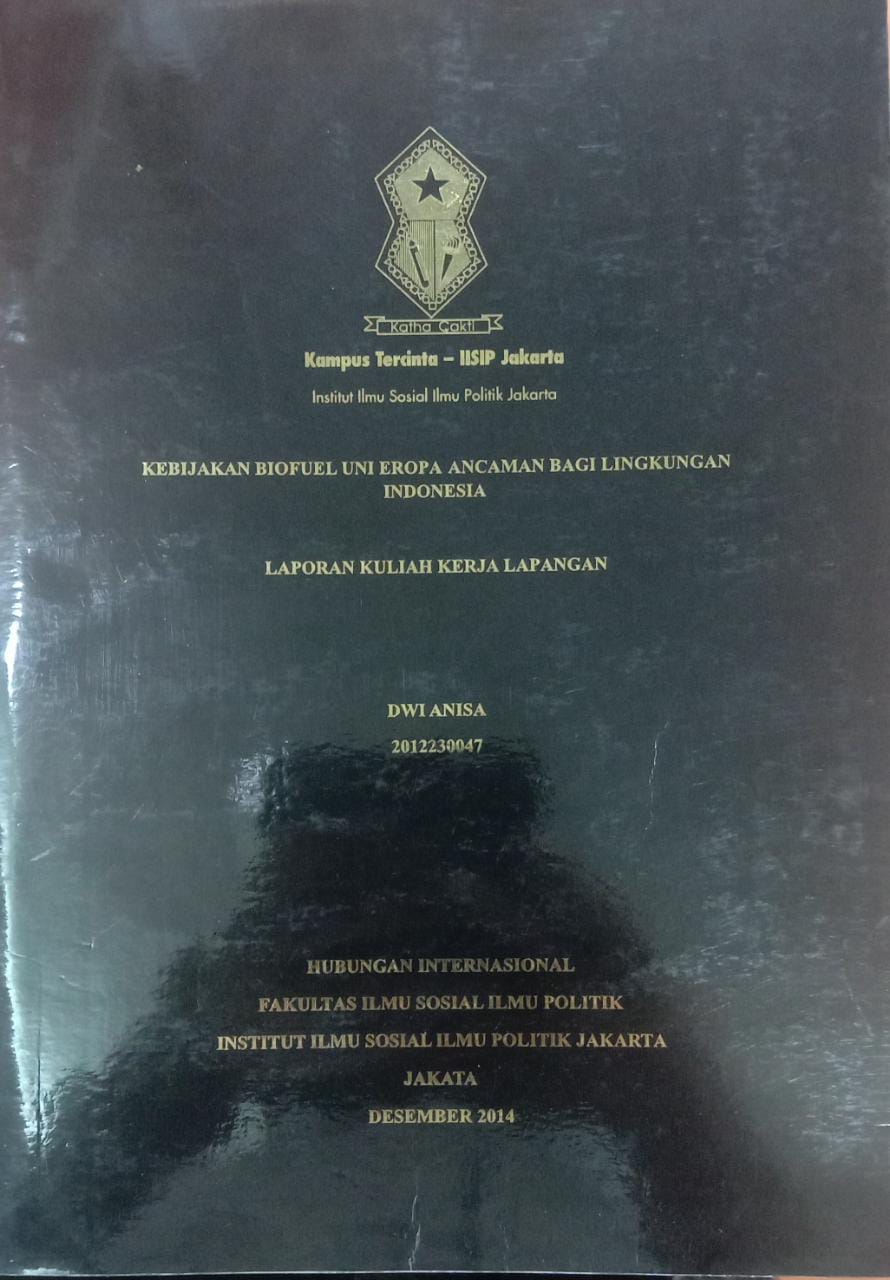 Katha Çakti
Kampus Tercinta – IISIP Jakarta
Institut Ilmu Sosial Ilmu Politik Jakarta
KEBIJAKAN BIOFUEL UNI EROPA ANCAMAN BAGI LINGKUNGAN
INDONESIA
LAPORAN KULIAH KERJA LAPANGAN
DWI ANISA
2012230047
HUBUNGAN INTERNASIONAL
FAKULTAS ILMU SOSIAL ILMU POLITIK
INSTITUT ILMU SOSIAL ILMU POLITIK JAKARTA
JAKATA
DESEMBER 2014